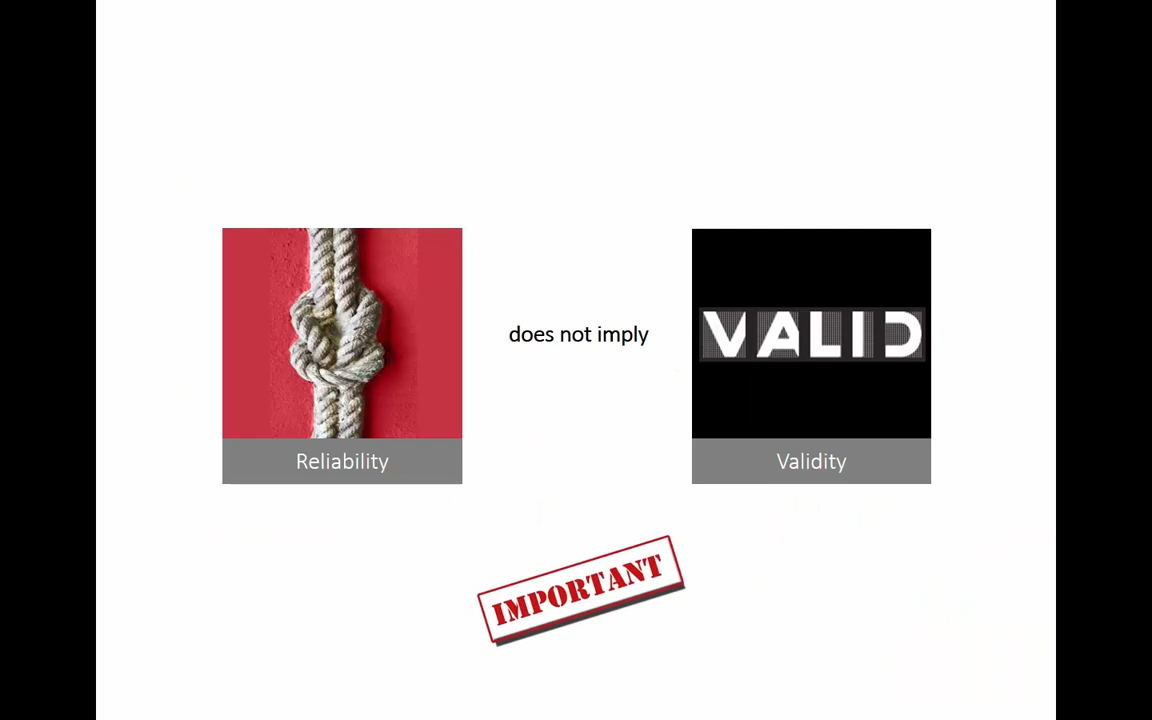 does not imply
VALID
Reliability
Validity
IMPORTANT